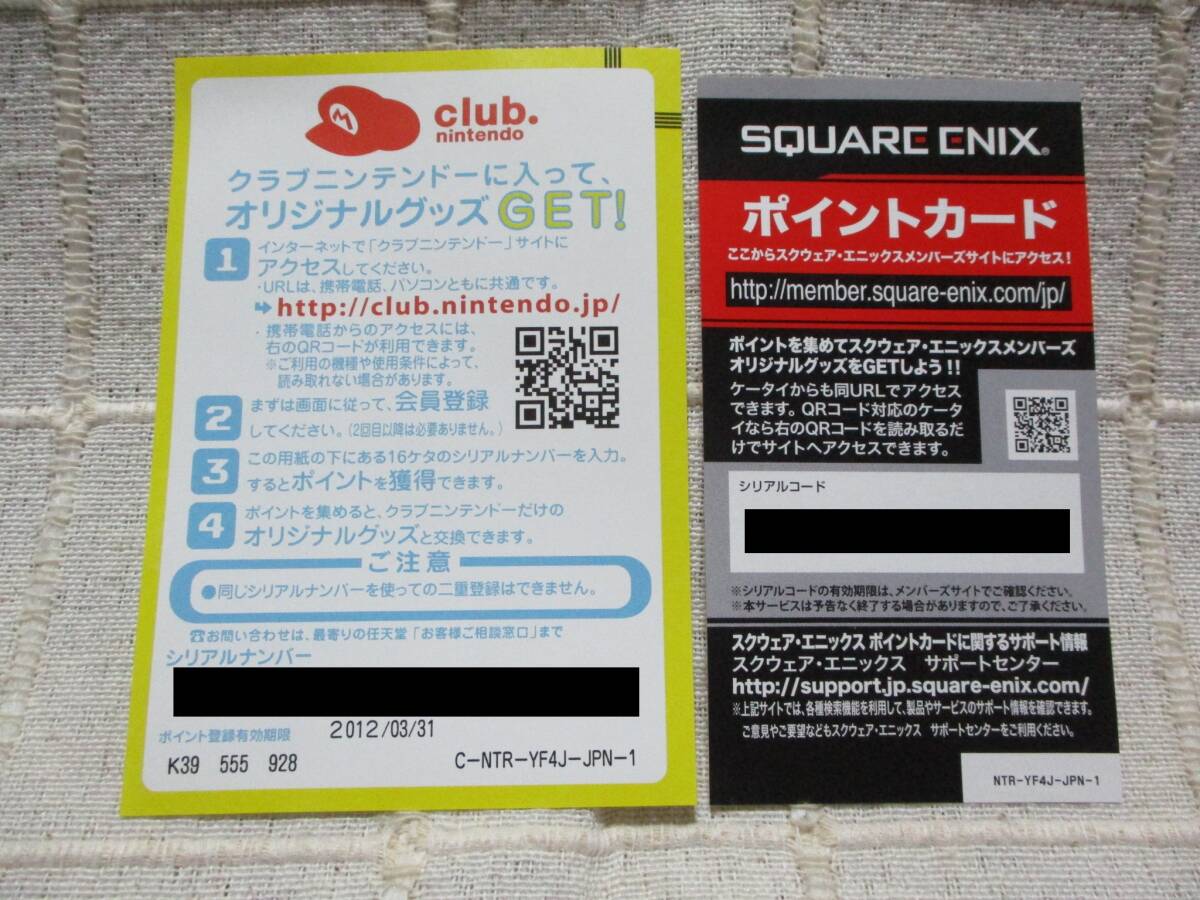 club.
nintendo
クラブニンテンドーに入って、
オリジナルグッズGET!
1
インターネットで「クラブニンテンドー」サイトに
アクセスしてください。
・URLは、携帯電話、パソコンともに共通です。
http://club.nintendo.jp/
・携帯電話からのアクセスには、
右のQRコードが利用できます。
※ご利用の機種や使用条件によって、
読み取れない場合があります。
2
まずは画面に従って、会員登録
してください。(2回目以降は必要ありません。)
3
この用紙の下にある16ケタのシリアルナンバーを入力。
するとポイントを獲得できます。
4
ポイントを集めると、クラブニンテンドーだけの
オリジナルグッズと交換できます。
ご注意
●同じシリアルナンバーを使っての二重登録はできません。
☎お問い合わせは、最寄りの任天堂「お客様ご相談窓口」まで
シリアルナンバー
ポイント登録有効期限 2012/03/31
K39 555 928 C-NTR-YF4J-JPN-1
SQUARE ENIX®
ポイントカード
ここからスクウェア・エニックスメンバーズサイトにアクセス!
http://member.square-enix.com/jp/
ポイントを集めてスクウェア・エニックスメンバーズ
オリジナルグッズをGETしよう!!
ケータイからも同URLでアクセス
できます。QRコード対応のケータ
イなら右のQRコードを読み取るだ
けでサイトへアクセスできます。
シリアルコード
※シリアルコードの有効期限は、メンバーズサイトでご確認ください。
※本サービスは予告なく終了する場合がありますので、ご了承ください。
スクウェア・エニックス ポイントカードに関するサポート情報
スクウェア・エニックス サポートセンター
http://support.jp.square-enix.com/
※上記サイトでは、各種検索機能を利用して、製品やサービスのサポート情報を確認できます。
ご意見やご要望などもスクウェア・エニックス サポートセンターをご利用ください。
NTR-YF4J-JPN-1